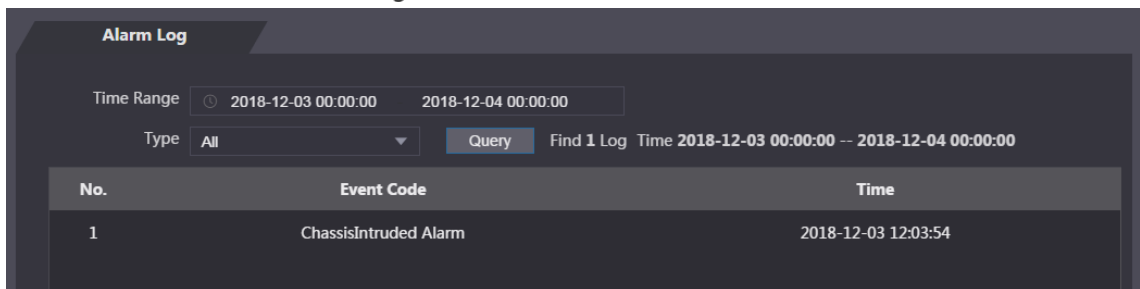 Alarm Log
Time Range 2018-12-03 00:00:00 2018-12-04 00:00:00
Type All Query Find 1 Log Time 2018-12-03 00:00:00 -- 2018-12-04 00:00:00
No. Event Code Time
1 ChassisIntruded Alarm 2018-12-03 12:03:54